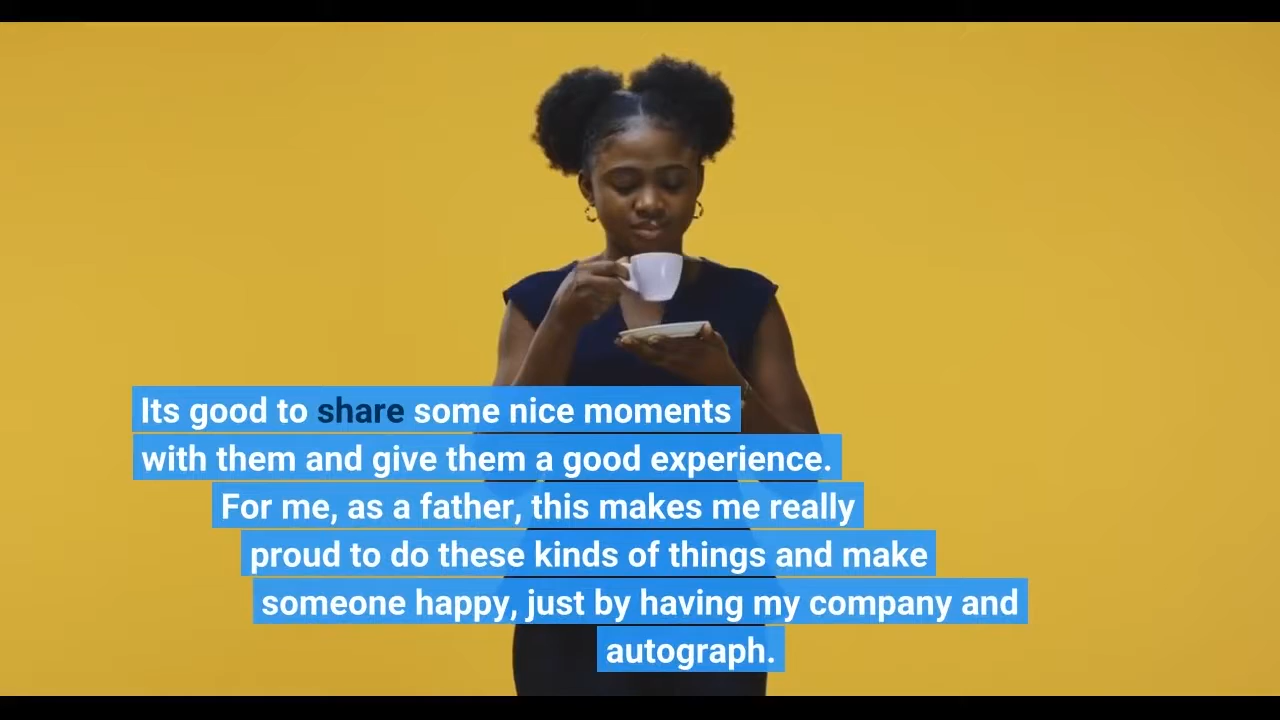 Its good to share some nice moments
with them and give them a good experience.
For me, as a father, this makes me really
proud to do these kinds of things and make
someone happy, just by having my company and
autograph.